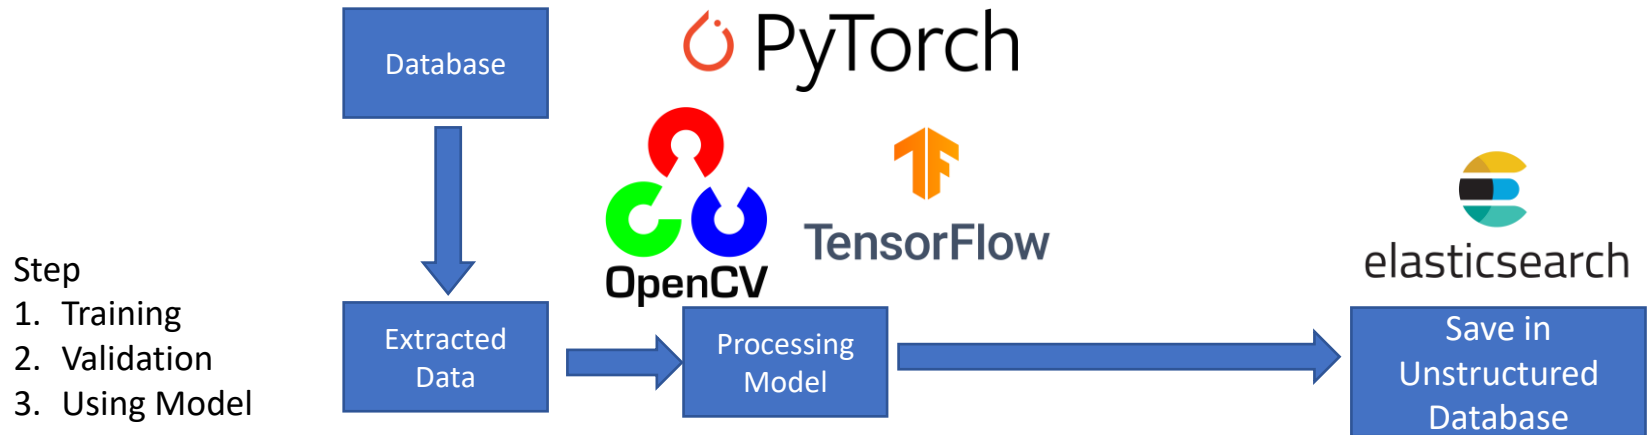 Database
PyTorch
OpenCV
TensorFlow
elasticsearch
Step
1. Training
2. Validation
3. Using Model
Extracted
Data
Processing
Model
Save in
Unstructured
Database